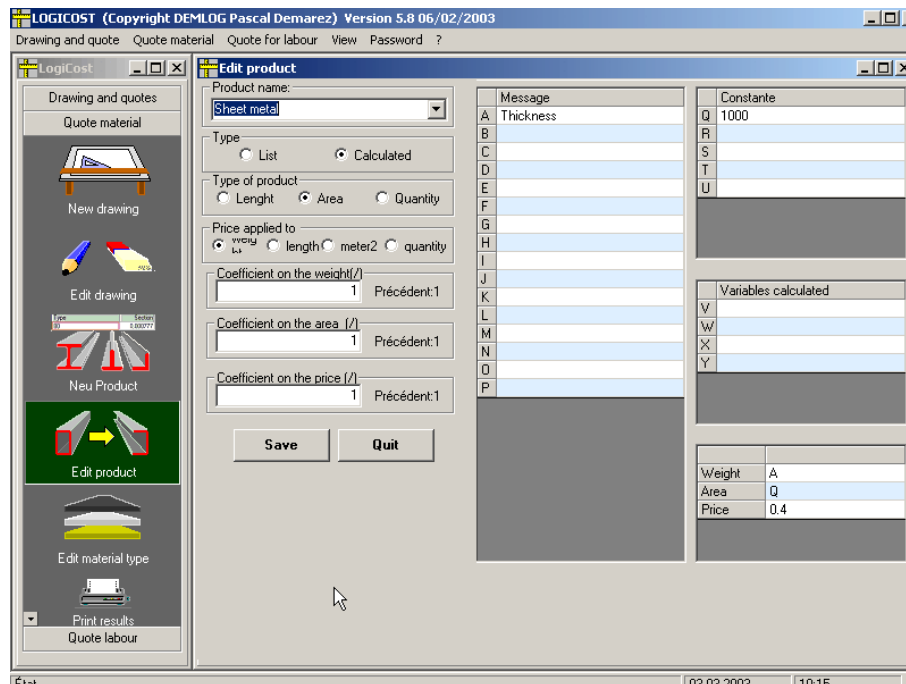 LOGICOST (Copyright DEMLOG Pascal Demarez) Version 5.8 06/02/2003
Drawing and quote Quote material Quote for labour View Password ?
LogiCost
Drawing and quotes
Quote material
New drawing
Edit drawing
Type Section
0.000777
Neu Product
Edit product
Edit material type
Print results
Quote labour
Edit product
Product name:
Sheet metal
Type
List Calculated
Type of product
Lenght Area Quantity
Price applied to
length meter2 quantity
Coefficient on the weight(/)
1 Précédent:1
Coefficient on the area (/)
1 Précédent:1
Coefficient on the price (/)
1 Précédent:1
Save Quit
Message
A Thickness
B
C
D
E
F
G
H
I
J
K
L
M
N
O
P
Constante
Q 1000
R
S
T
U
Variables calculated
V
W
X
Y
Weight A
Area Q
Price 0.4
État 03.03.2003 10:15